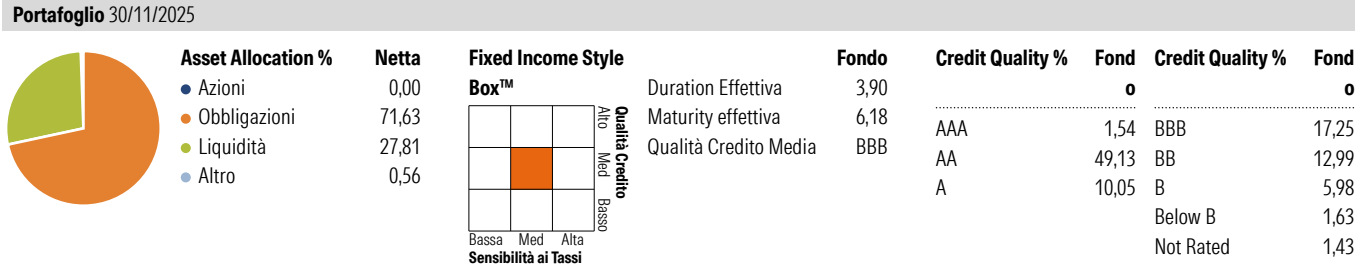 Portafoglio 30/11/2025
Asset Allocation % Netta
Azioni 0,00
Obbligazioni 71,63
Liquidità 27,81
Altro 0,56
Fixed Income Style
Box™
Alto Med Basso
Qualità Credito
Bassa Med Alta
Sensibilità ai Tassi
Fondo
Duration Effettiva 3,90
Maturity effettiva 6,18
Qualità Credito Media BBB
Credit Quality % Fond
o
AAA 1,54
AA 49,13
A 10,05
Credit Quality % Fond
o
BBB 17,25
BB 12,99
B 5,98
Below B 1,63
Not Rated 1,43